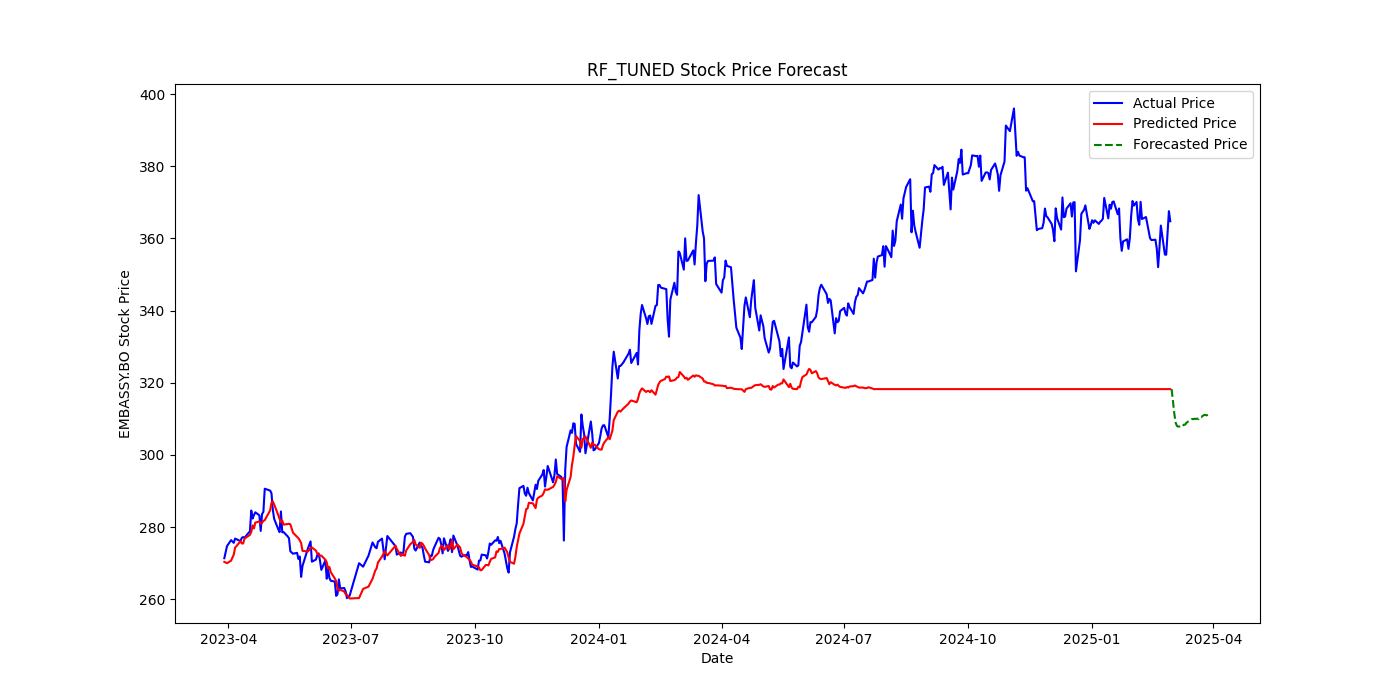 RF_TUNED Stock Price Forecast
Actual Price
Predicted Price
Forecasted Price
EMBASSY.BO Stock Price
400
380
360
340
320
300
280
260
2023-04
2023-07
2023-10
2024-01
2024-04
2024-07
2024-10
2025-01
2025-04
Date